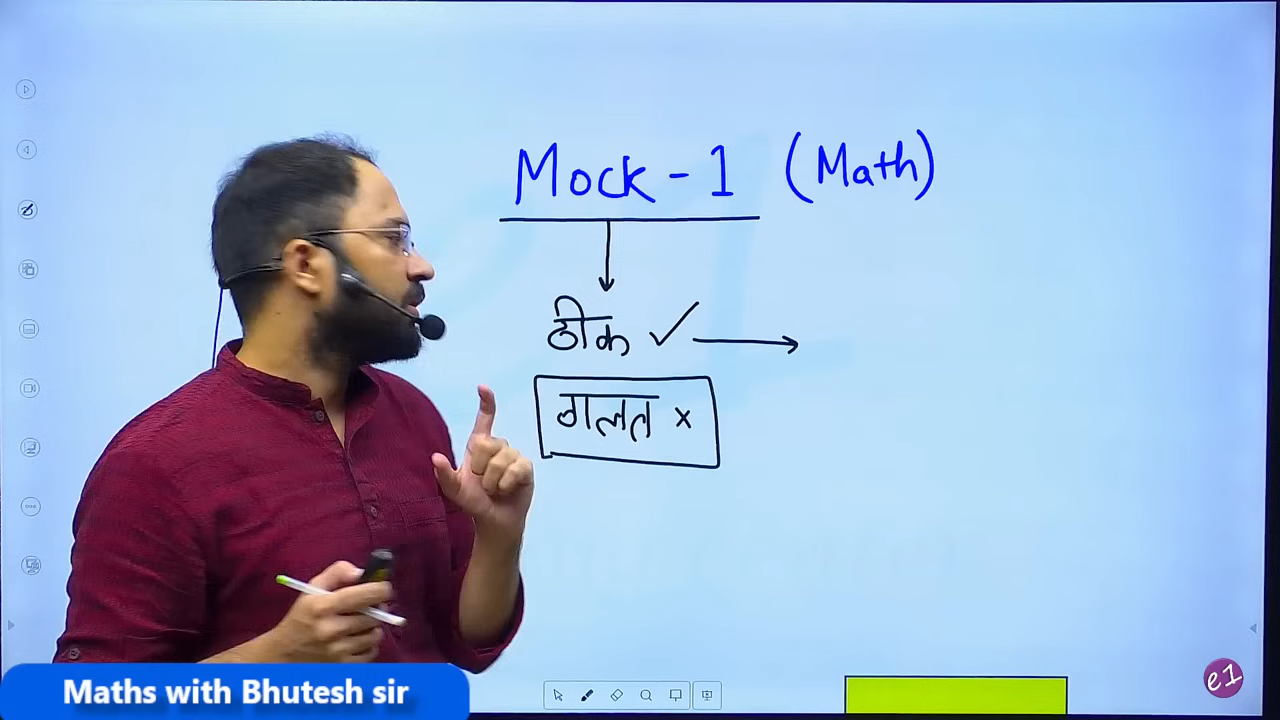 Mock - 1 (Math)
ठीक ✓
गलत ×
Maths with Bhutesh sir
e1